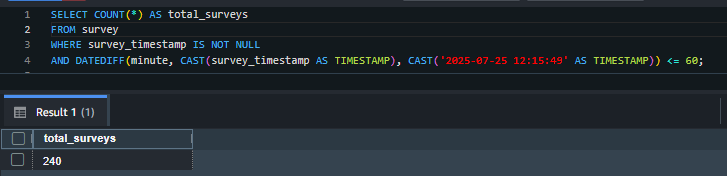 1 SELECT COUNT(*) AS total_surveys
2 FROM survey
3 WHERE survey_timestamp IS NOT NULL
4 AND DATEDIFF(minute, CAST(survey_timestamp AS TIMESTAMP), CAST('2025-07-25 12:15:49' AS TIMESTAMP)) <= 60;
Result 1 (1)
total_surveys
240